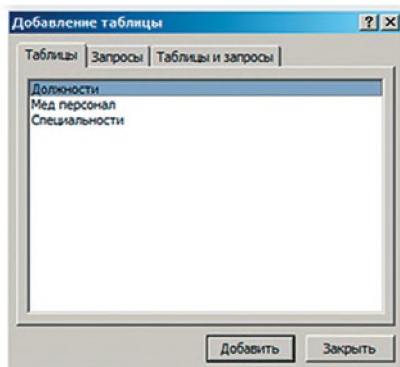 Добавление таблицы
Таблицы Запросы Таблицы и запросы
Должности
Мед персонал
Специальности
Добавить Закрыть